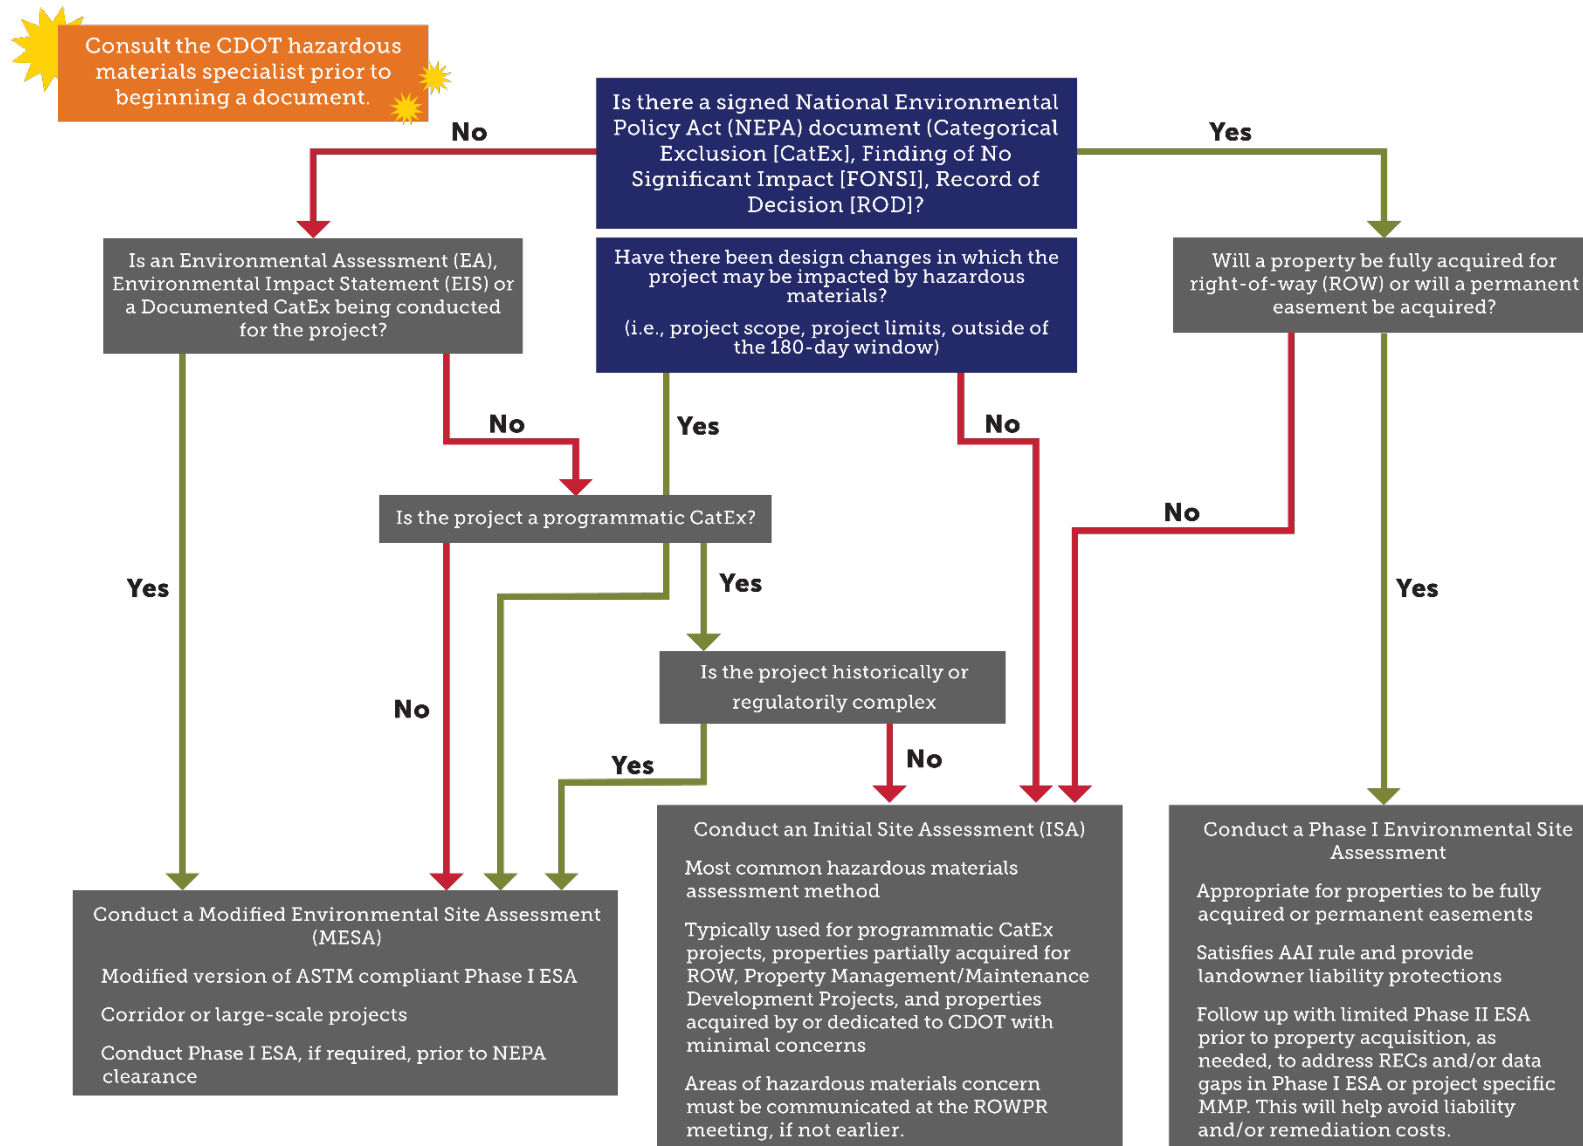 Consult the CDOT hazardous
materials specialist prior to
beginning a document.
No
Is there a signed National Environmental
Policy Act (NEPA) document (Categorical
Exclusion [CatEx], Finding of No
Significant Impact [FONSI], Record of
Decision [ROD]?
Yes
Is an Environmental Assessment (EA),
Environmental Impact Statement (EIS) or
a Documented CatEx being conducted
for the project?
Have there been design changes in which the
project may be impacted by hazardous
materials?
(i.e., project scope, project limits, outside of
the 180-day window)
Will a property be fully acquired for
right-of-way (ROW) or will a permanent
easement be acquired?
No
Yes
No
Is the project a programmatic CatEx?
No
Yes
Yes
Yes
Is the project historically or
regulatorily complex
No
Yes
No
Conduct a Modified Environmental Site Assessment
(MESA)
Modified version of ASTM compliant Phase I ESA
Corridor or large-scale projects
Conduct Phase I ESA, if required, prior to NEPA
clearance
Conduct an Initial Site Assessment (ISA)
Most common hazardous materials
assessment method
Typically used for programmatic CatEx
projects, properties partially acquired for
ROW, Property Management/Maintenance
Development Projects, and properties
acquired by or dedicated to CDOT with
minimal concerns
Areas of hazardous materials concern
must be communicated at the ROWPR
meeting, if not earlier.
Conduct a Phase I Environmental Site
Assessment
Appropriate for properties to be fully
acquired or permanent easements
Satisfies AAI rule and provide
landowner liability protections
Follow up with limited Phase II ESA
prior to property acquisition, as
needed, to address RECs and/or data
gaps in Phase I ESA or project specific
MMP. This will help avoid liability
and/or remediation costs.